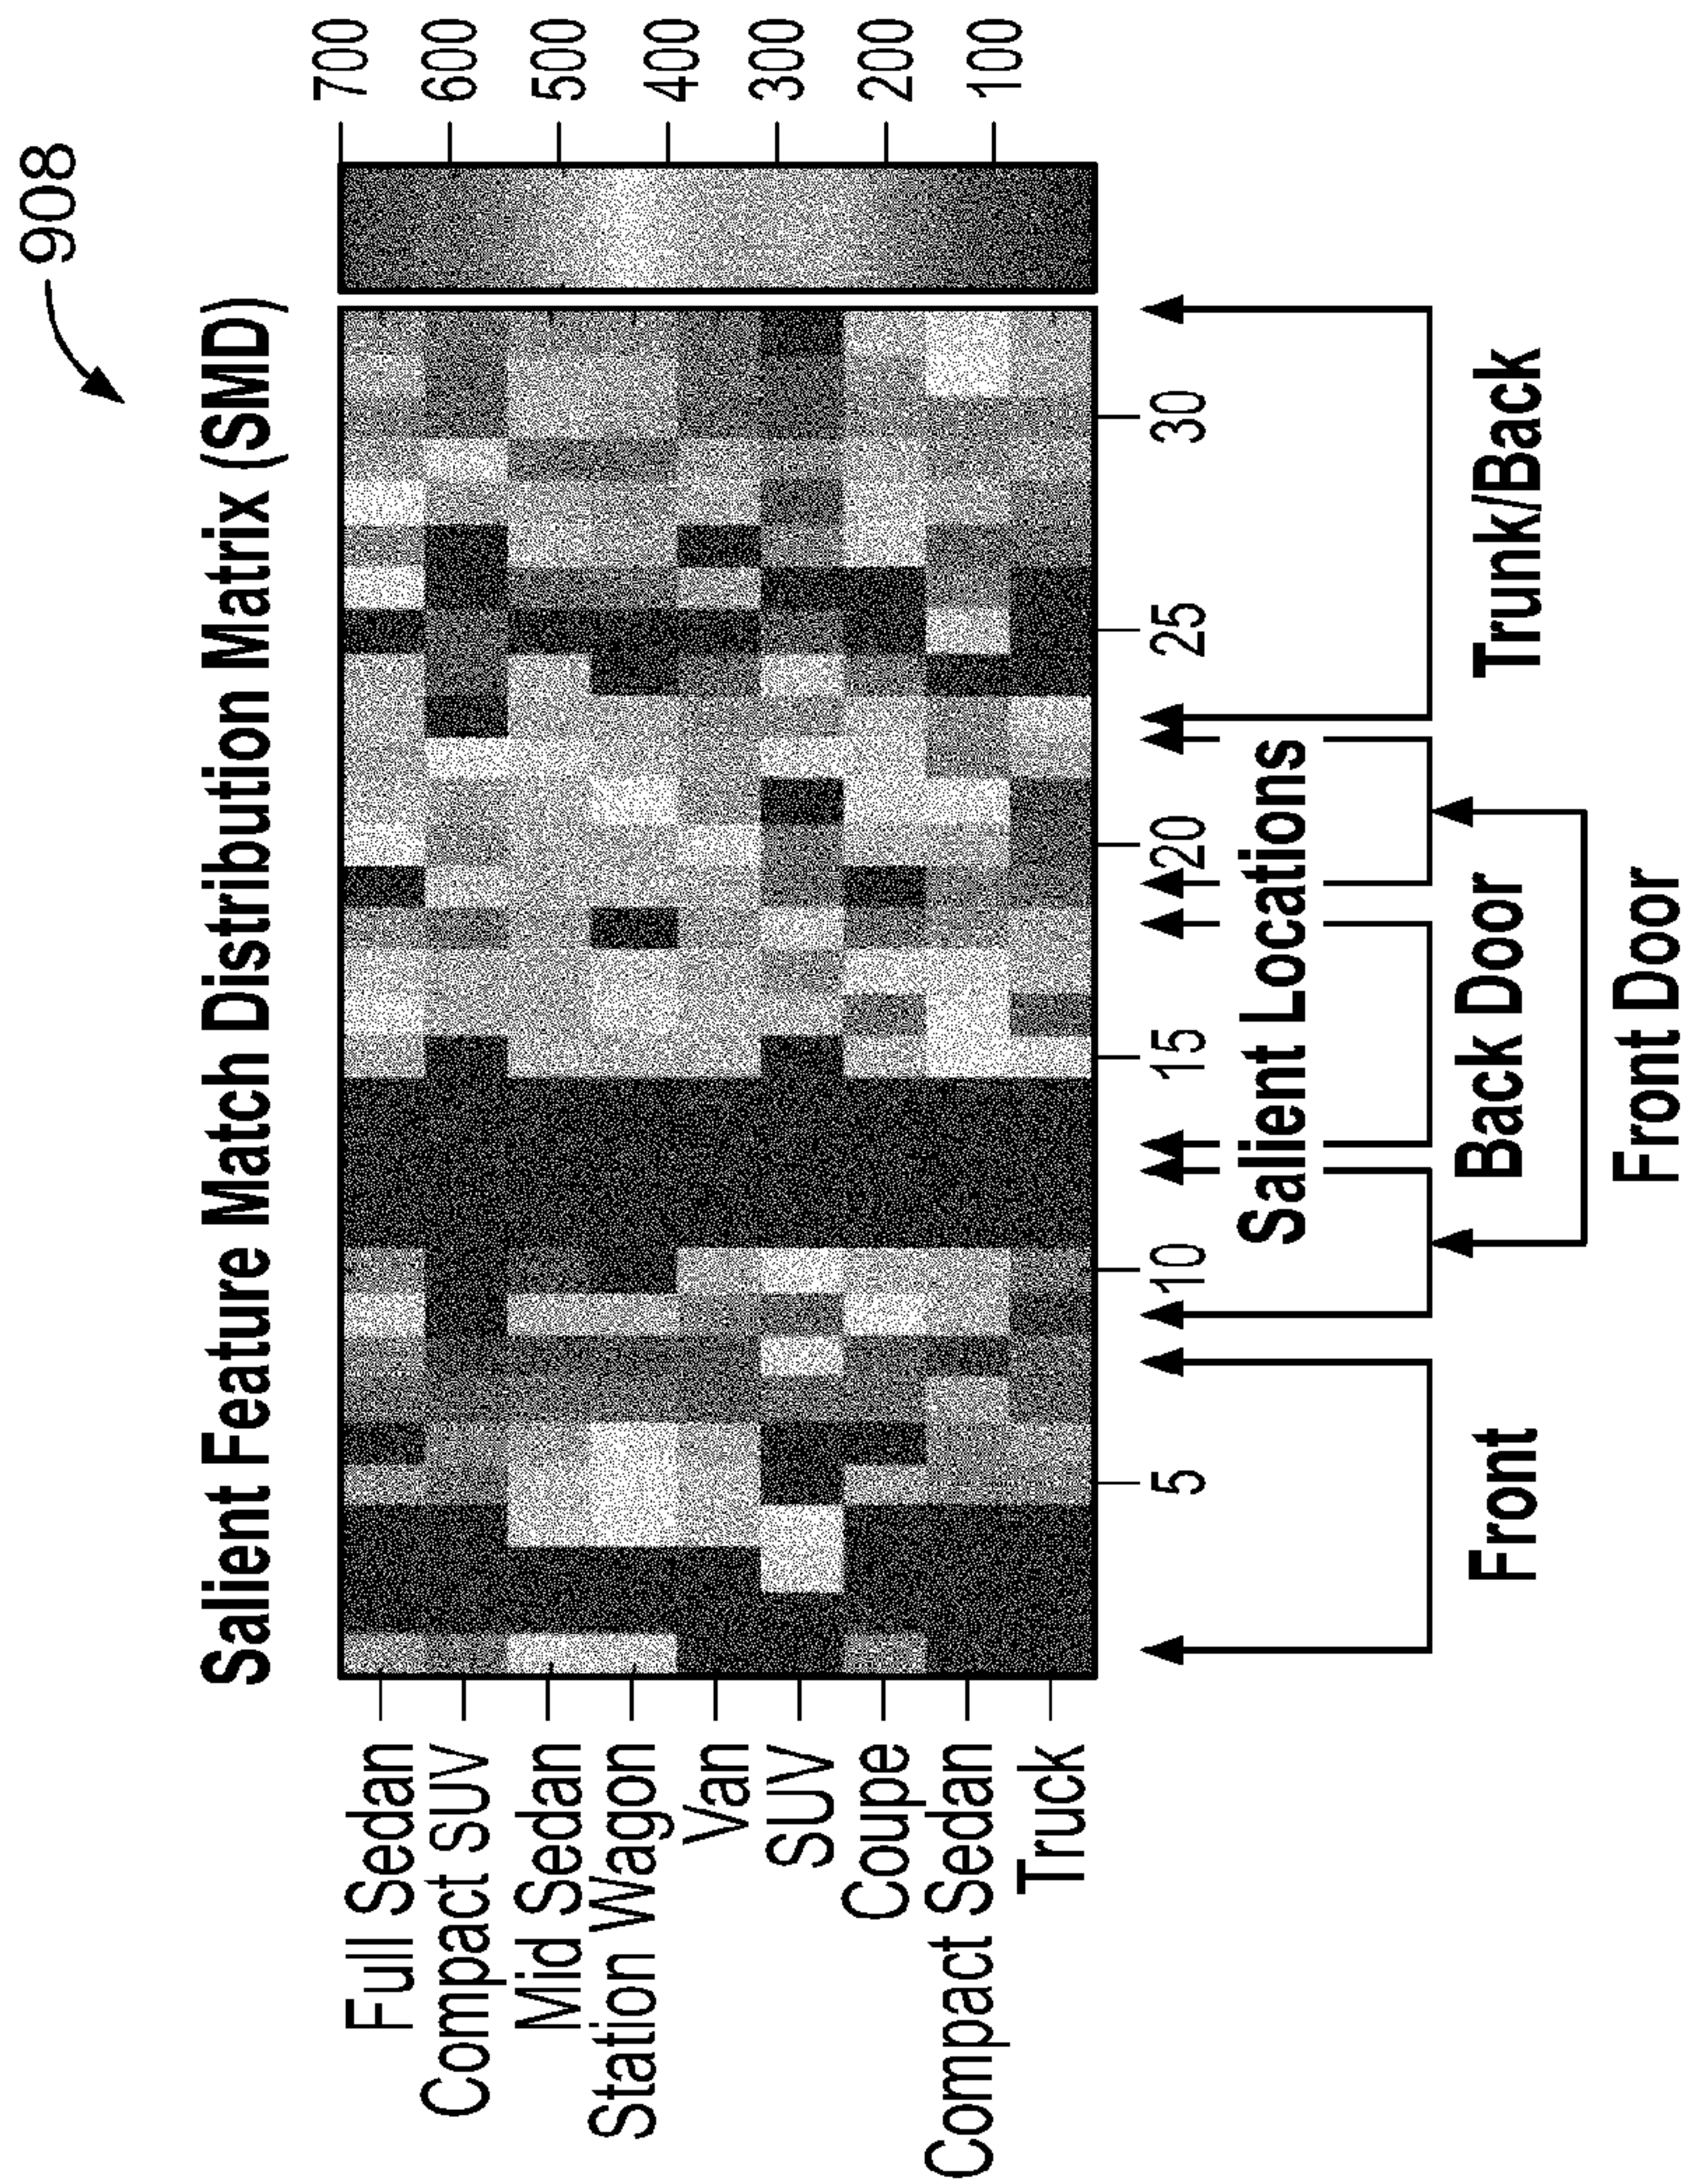 908
Salient Feature Match Distribution Matrix (SMD)
Full Sedan
Compact SUV
Mid Sedan
Station Wagon
Van
SUV
Coupe
Compact Sedan
Truck
700
600
500
400
300
200
100
5
10
15
20
25
30
Salient Locations
Front
Back Door
Trunk/Back
Front Door